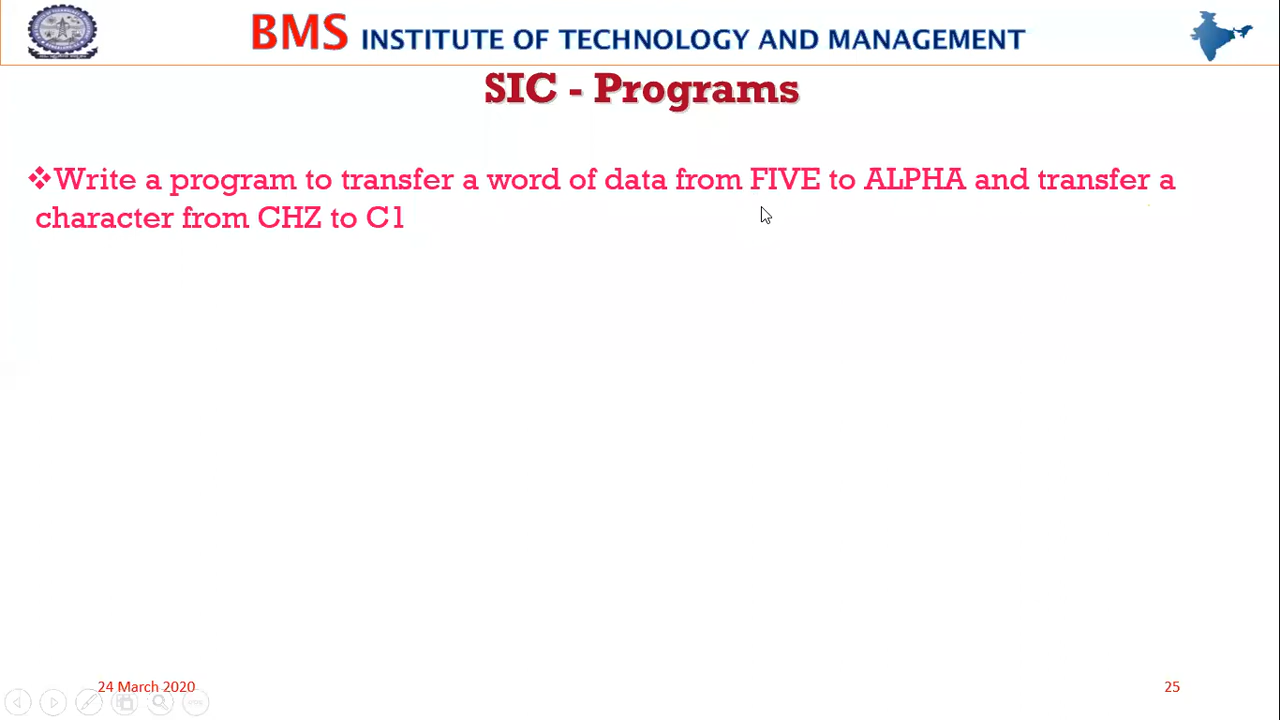 BMS INSTITUTE OF TECHNOLOGY AND MANAGEMENT
SIC - Programs
❖Write a program to transfer a word of data from FIVE to ALPHA and transfer a
character from CHZ to C1
24 March 2020
25